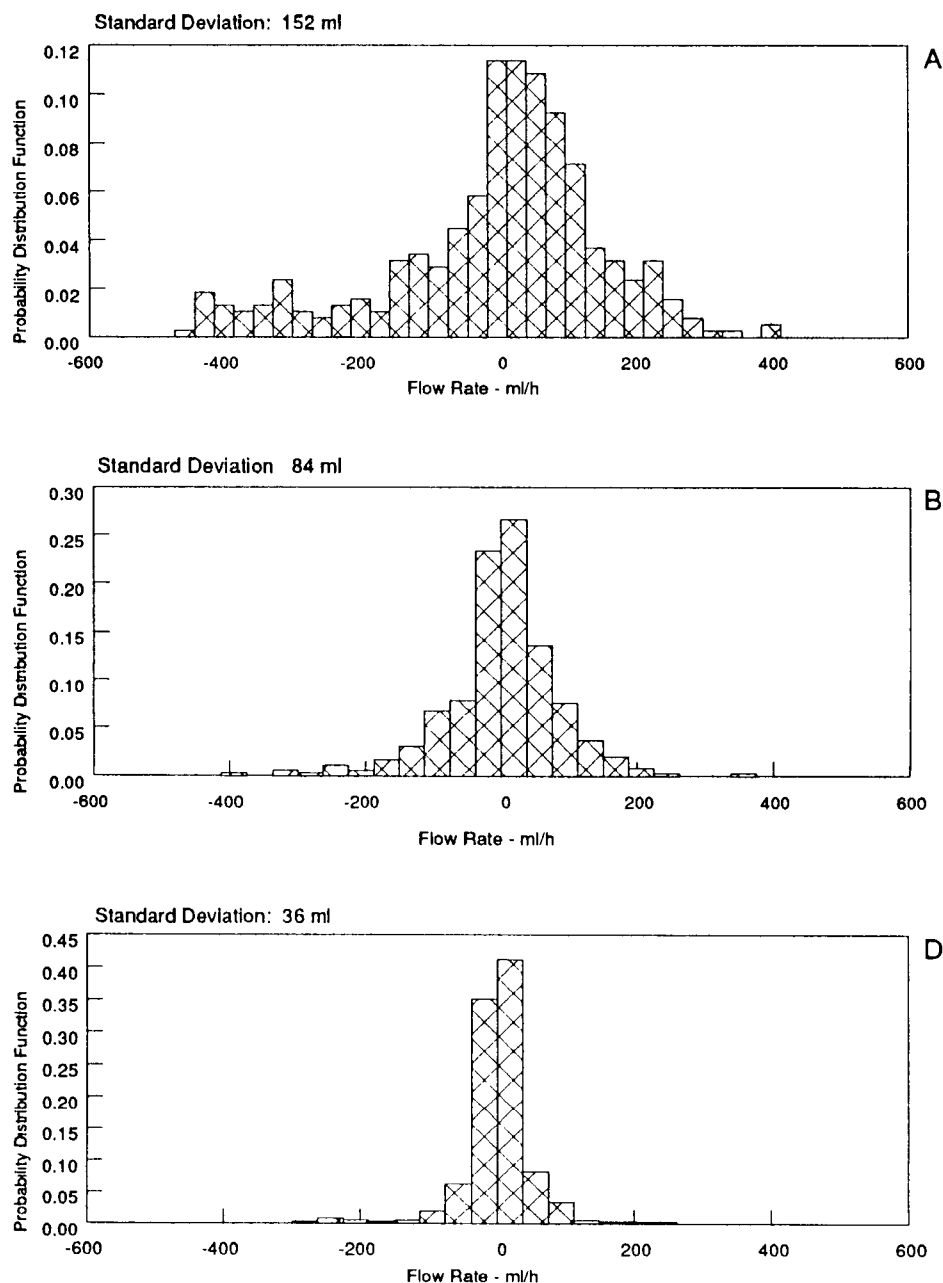 Standard Deviation: 152 ml
A
Probability Distribution Function
0.12
0.10
0.08
0.06
0.04
0.02
0.00
-600 -400 -200 0 200 400 600
Flow Rate - ml/h
Standard Deviation 84 ml
B
Probability Distribution Function
0.30
0.25
0.20
0.15
0.10
0.05
0.00
-600 -400 -200 0 200 400 600
Flow Rate - ml/h
Standard Deviation: 36 ml
D
Probability Distribution Function
0.45
0.40
0.35
0.30
0.25
0.20
0.15
0.10
0.05
0.00
-600 -400 -200 0 200 400 600
Flow Rate - ml/h